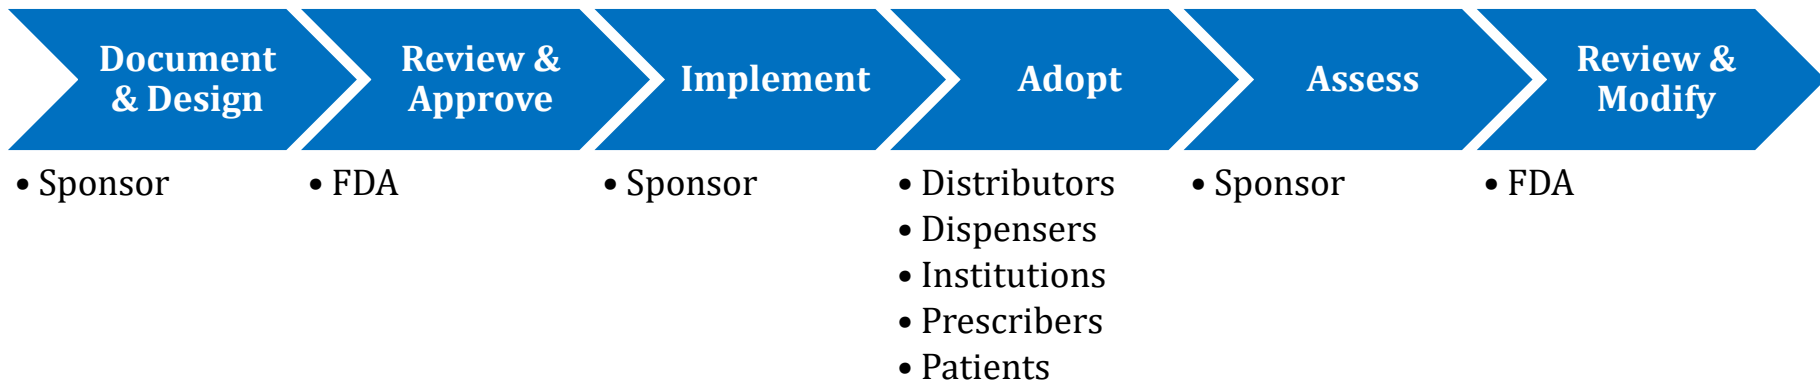 Document
& Design
Review &
Approve
Implement
Adopt
Assess
Review &
Modify
• Sponsor
• FDA
• Sponsor
• Distributors
• Dispensers
• Institutions
• Prescribers
• Patients
• Sponsor
• FDA